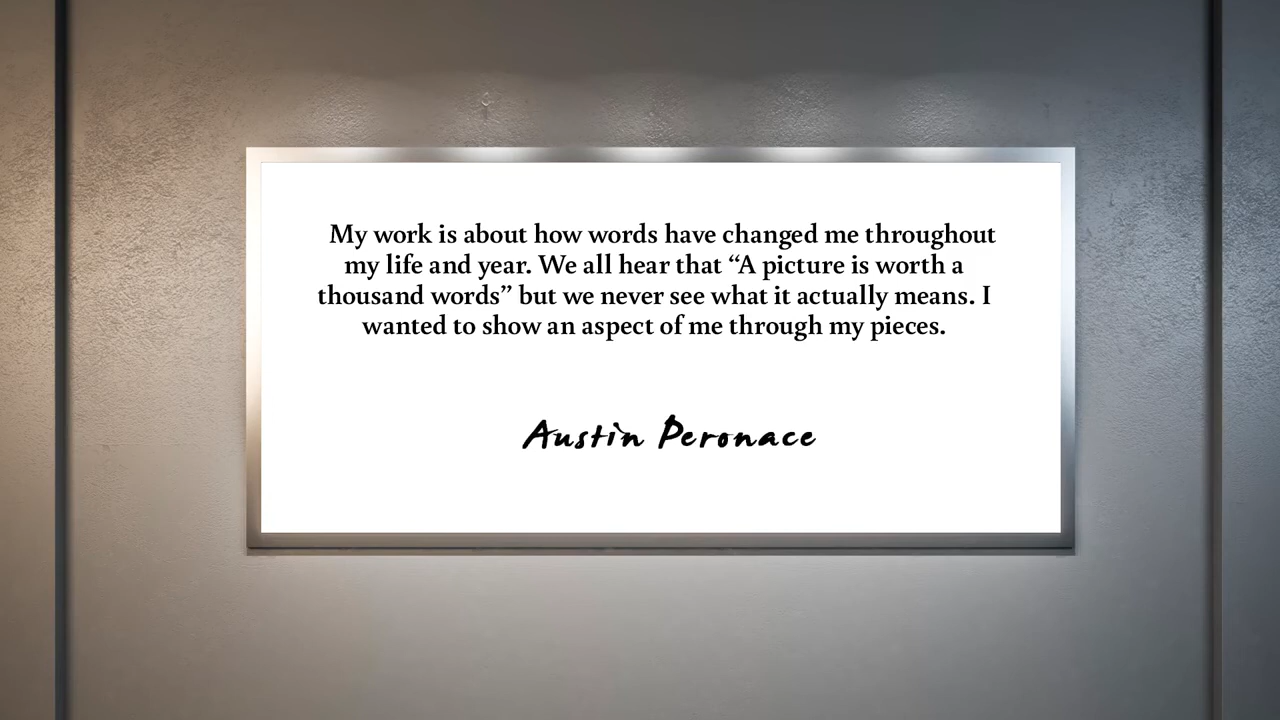 My work is about how words have changed me throughout
my life and year. We all hear that “A picture is worth a
thousand words” but we never see what it actually means. I
wanted to show an aspect of me through my pieces.
Austin Peronace